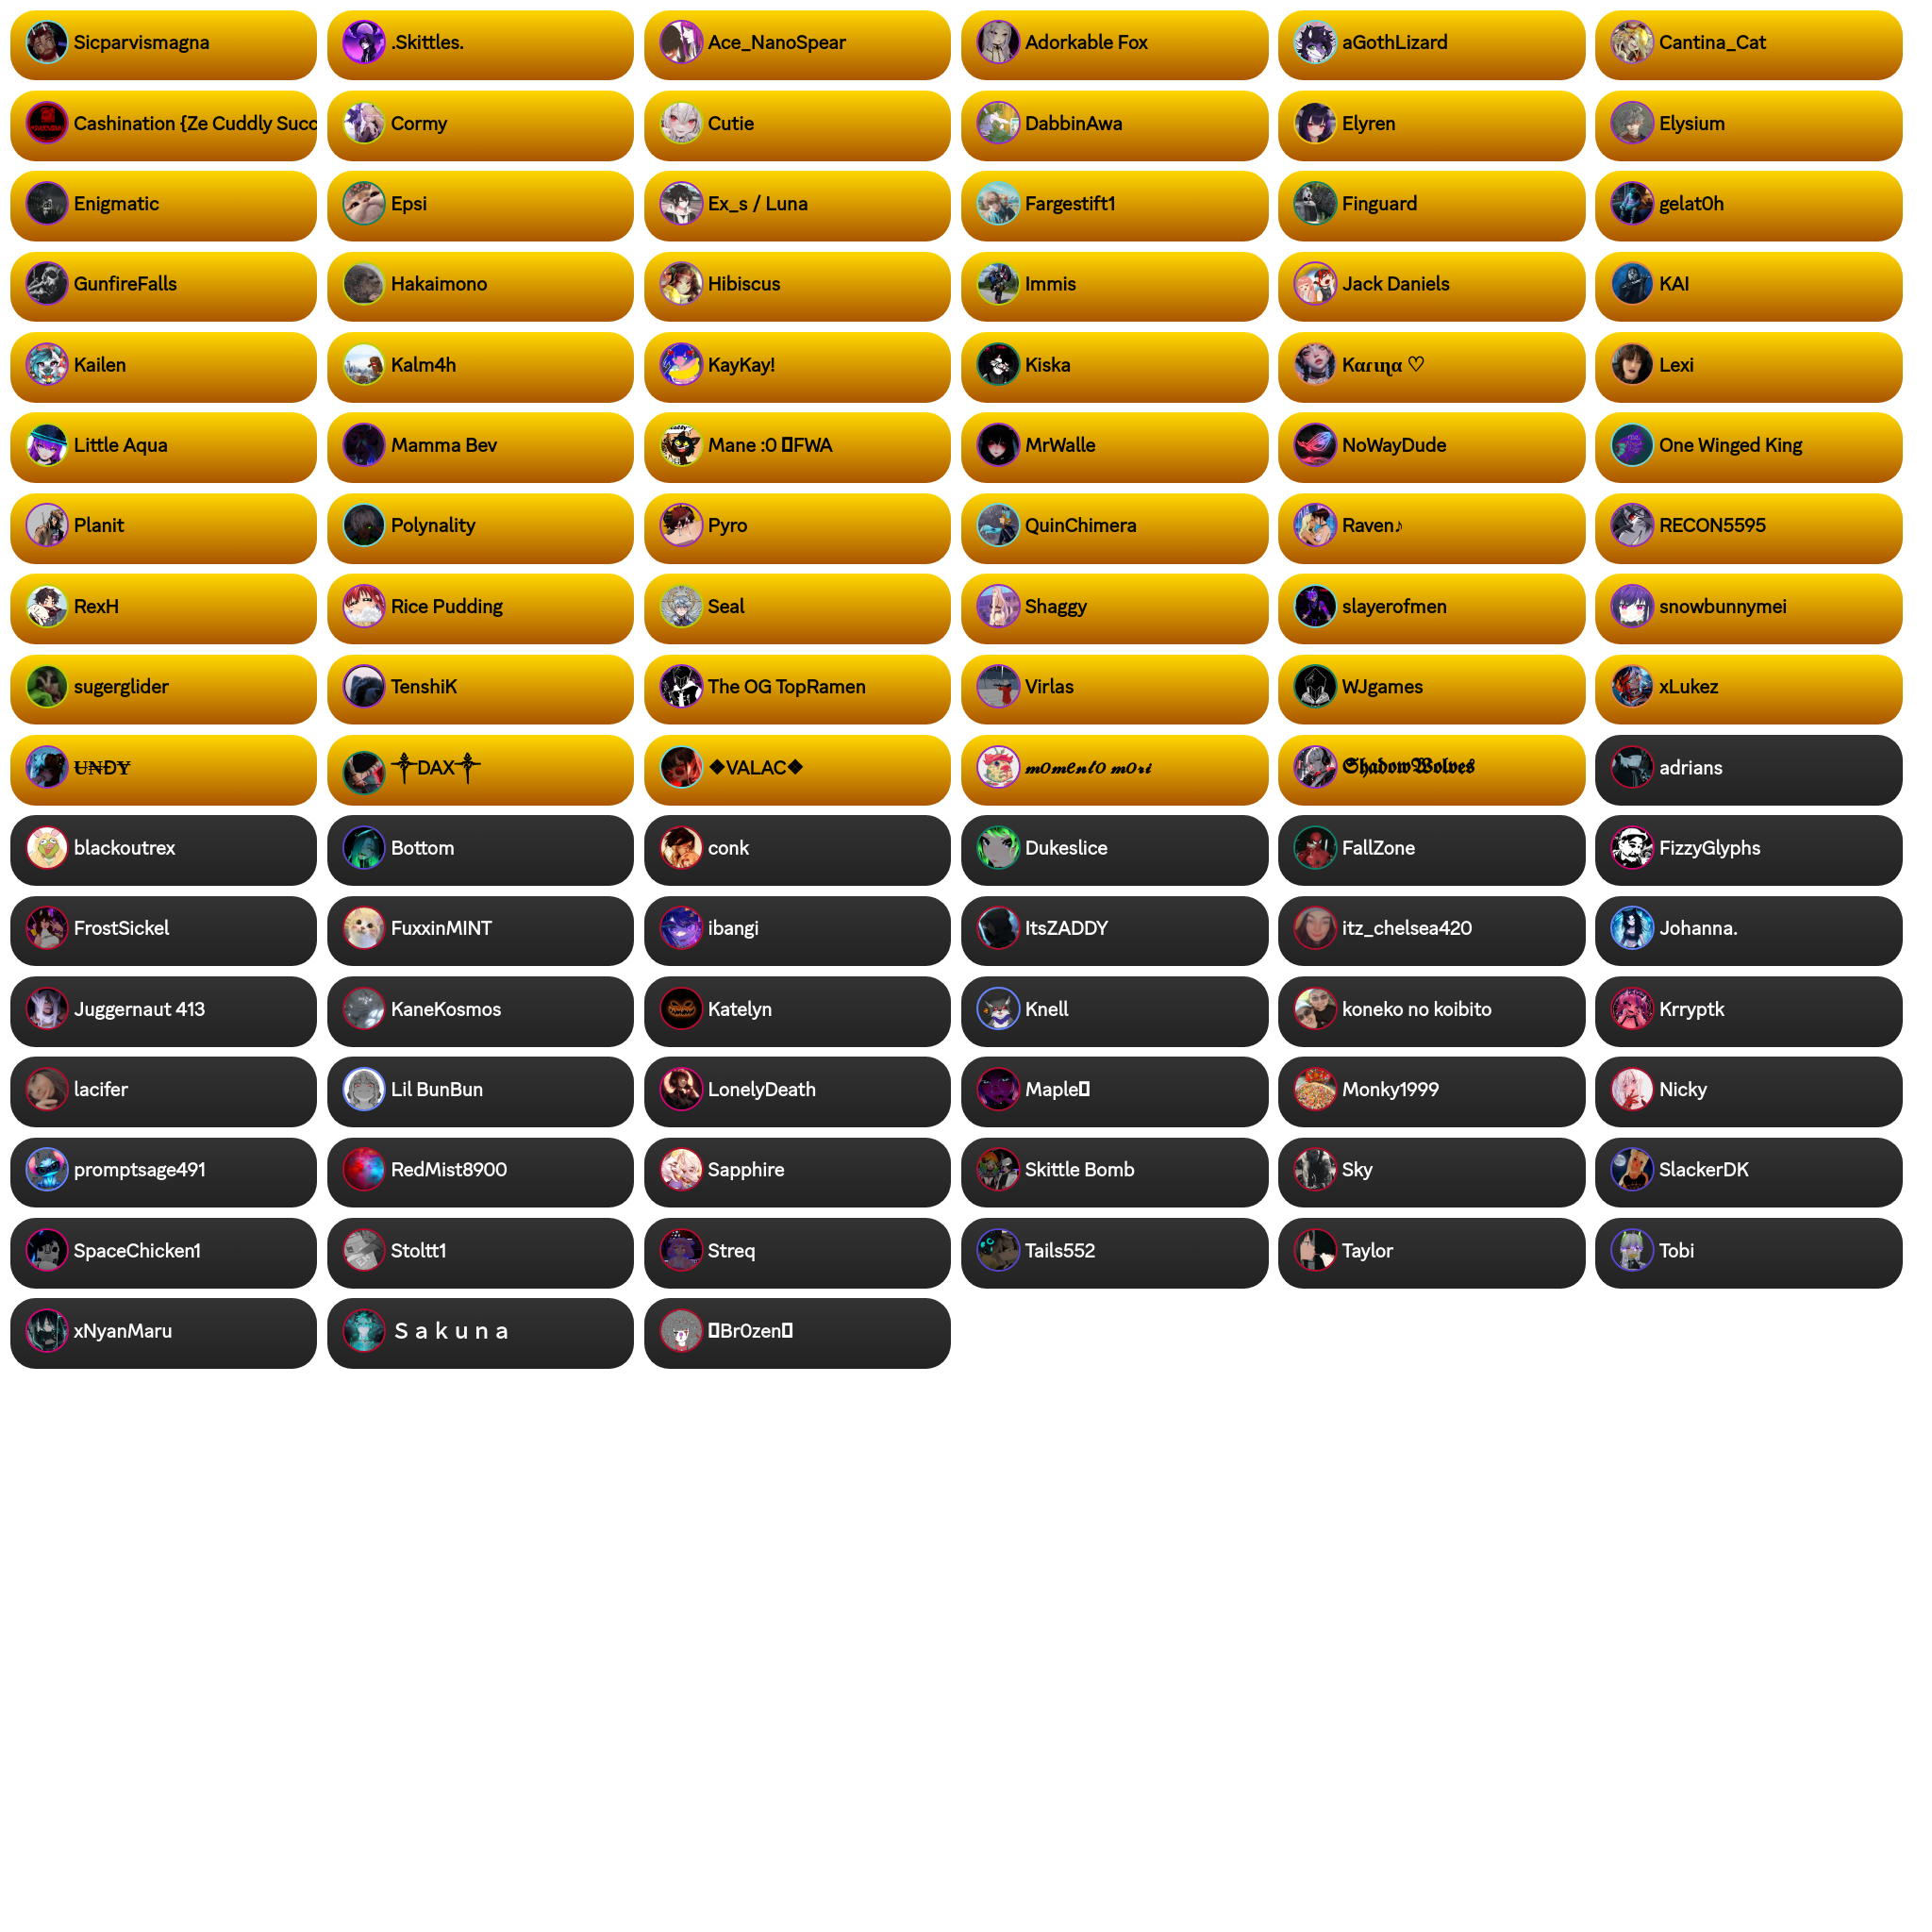 Sicparvismagna
.Skittles.
Ace_NanoSpear
Adorkable Fox
aGothLizard
Cantina_Cat
Cashination {Ze Cuddly Succ
Cormy
Cutie
DabbinAwa
Elyren
Elysium
Enigmatic
Epsi
Ex_s / Luna
Fargestift1
Finguard
gelat0h
GunfireFalls
Hakaimono
Hibiscus
Immis
Jack Daniels
KAI
Kailen
Kalm4h
KayKay!
Kiska
Kαɾιηα ♡
Lexi
Little Aqua
Mamma Bev
Mane :0 FWA
MrWalle
NoWayDude
One Winged King
Planit
Polynality
Pyro
QuinChimera
Raven♪
RECON5595
RexH
Rice Pudding
Seal
Shaggy
slayerofmen
snowbunnymei
sugerglider
TenshiK
The OG TopRamen
Virlas
WJgames
xLukez
U̶N̶ĐY̶
⸸DAX⸸
❖VALAC❖
𝓶𝓸𝓶𝓮𝓷𝓽𝓸 𝓶𝓸𝓻𝓲
𝕾𝖍𝖆𝖉𝖔𝖜𝖂𝖔𝖑𝖛𝖊𝖘
adrians
blackoutrex
Bottom
conk
Dukeslice
FallZone
FizzyGlyphs
FrostSickel
FuxxinMINT
ibangi
ItsZADDY
itz_chelsea420
Johanna.
Juggernaut 413
KaneKosmos
Katelyn
Knell
koneko no koibito
Krryptk
lacifer
Lil BunBun
LonelyDeath
Maple
Monky1999
Nicky
promptsage491
RedMist8900
Sapphire
Skittle Bomb
Sky
SlackerDK
SpaceChicken1
Stoltt1
Streq
Tails552
Taylor
Tobi
xNyanMaru
Ｓａｋｕｎａ
Br0zen